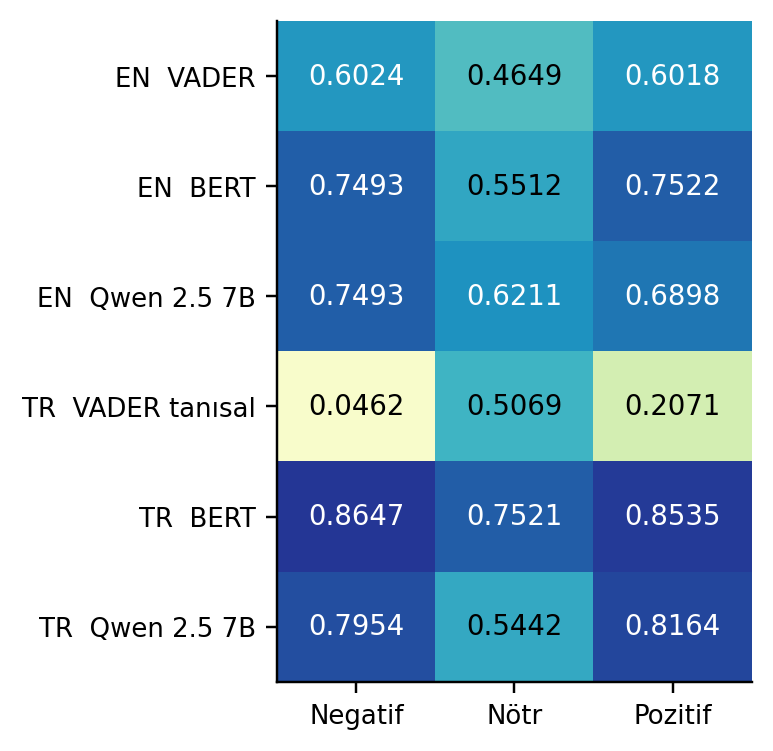 EN VADER 0.6024 0.4649 0.6018
EN BERT 0.7493 0.5512 0.7522
EN Qwen 2.5 7B 0.7493 0.6211 0.6898
TR VADER tanısal 0.0462 0.5069 0.2071
TR BERT 0.8647 0.7521 0.8535
TR Qwen 2.5 7B 0.7954 0.5442 0.8164
Negatif Nötr Pozitif